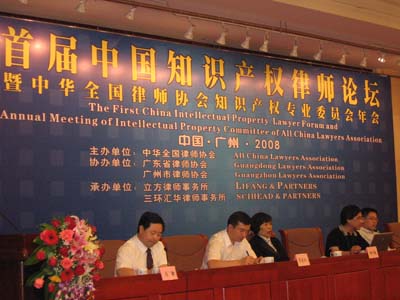 首届中国知识产权律师论坛
暨中华全国律师协会知识产权专业委员会年会
The First China Intellectual Property Lawyer Forum and
Annual Meeting of Intellectual Property Committee of All China Lawyers Association
中国·广州·2008
主办单位：中华全国律师协会 All China Lawyers Association
协办单位：广东省律师协会 Guangdong Lawyers Association
广州市律师协会 Guangzhou Lawyers Association
承办单位：立方律师事务所 LIFANG & PARTNERS
三环汇华律师事务所 SCIHEAD & PARTNERS